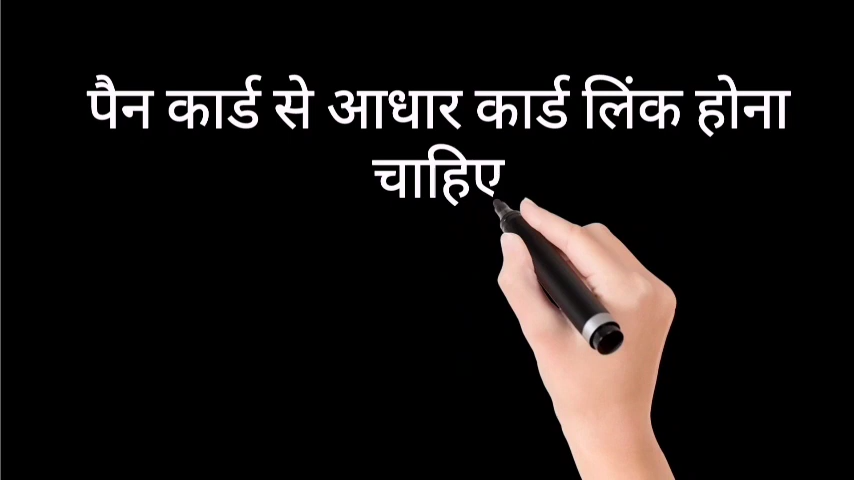 पैन कार्ड से आधार कार्ड लिंक होना
चाहिए